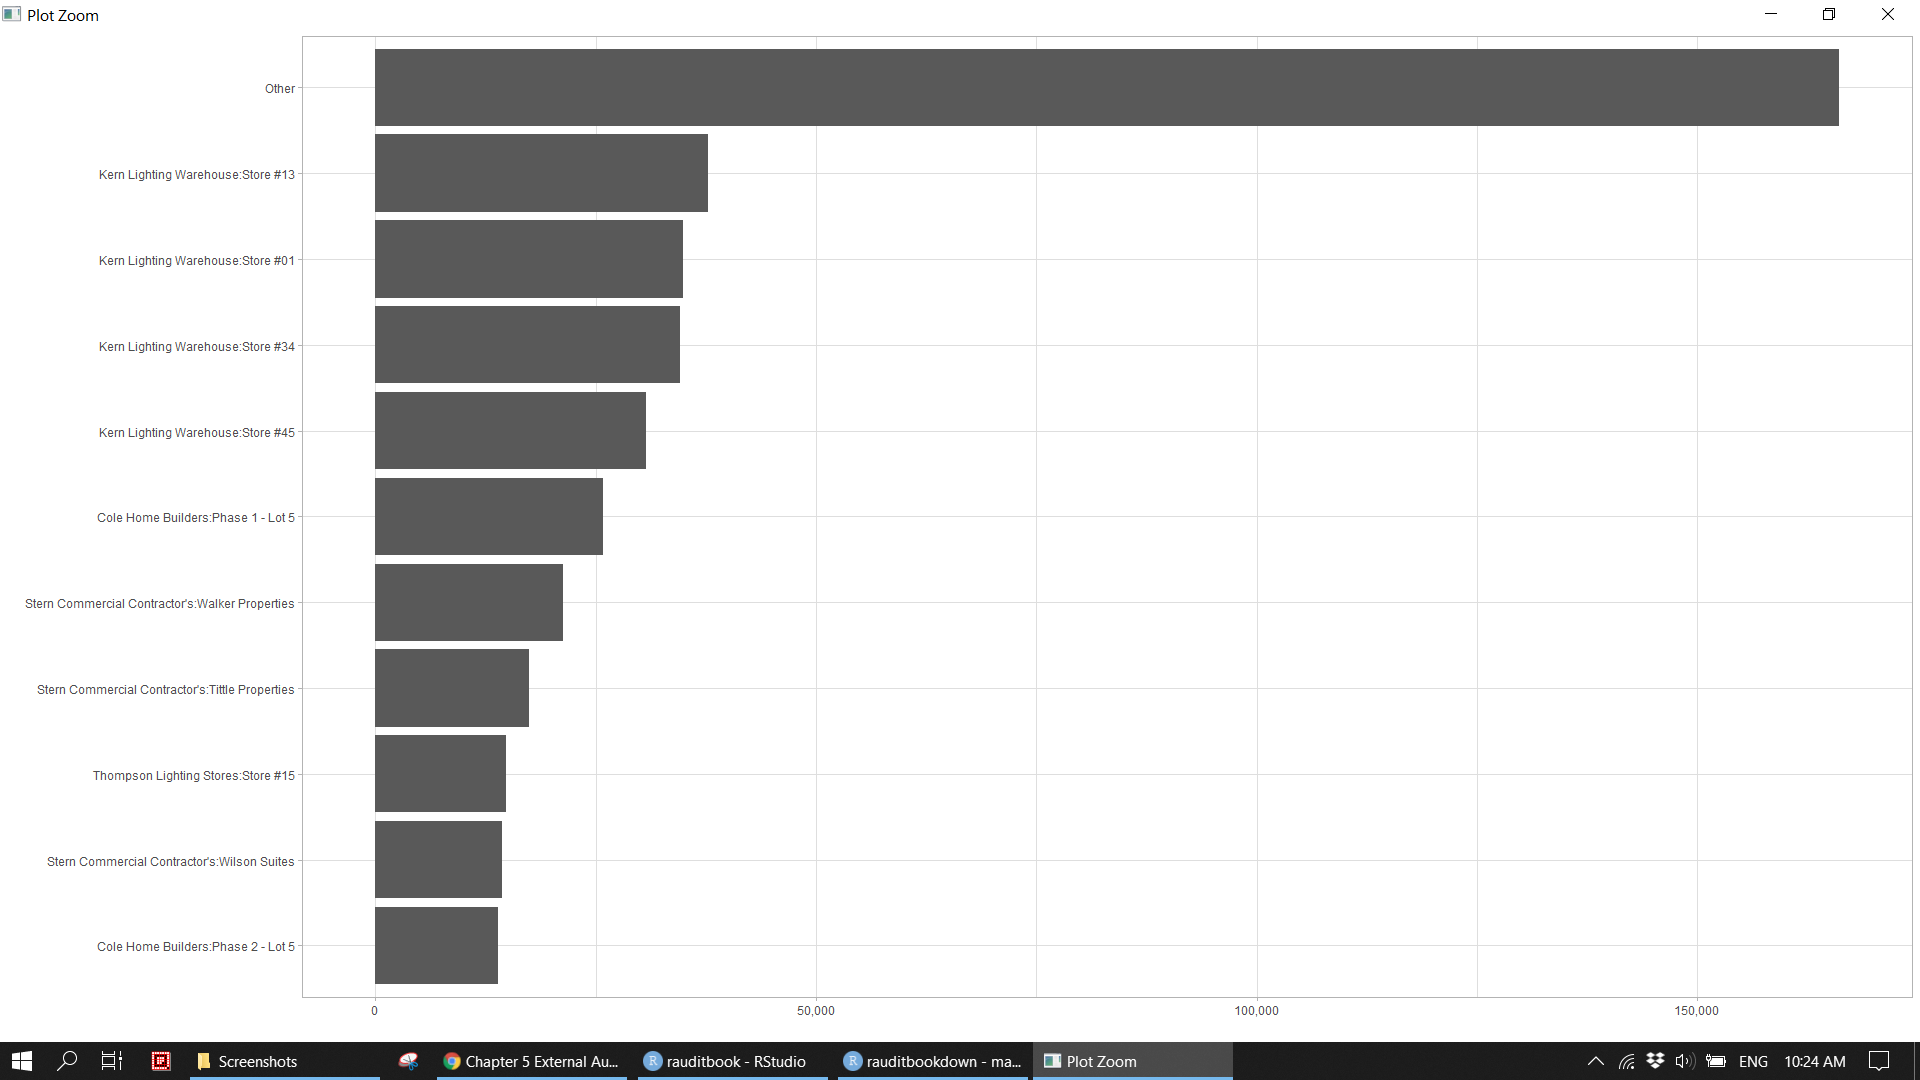 Plot Zoom
Other
Kern Lighting Warehouse:Store #13
Kern Lighting Warehouse:Store #01
Kern Lighting Warehouse:Store #34
Kern Lighting Warehouse:Store #45
Cole Home Builders:Phase 1 - Lot 5
Stern Commercial Contractor's:Walker Properties
Stern Commercial Contractor's:Tittle Properties
Thompson Lighting Stores:Store #15
Stern Commercial Contractor's:Wilson Suites
Cole Home Builders:Phase 2 - Lot 5
0 50,000 100,000 150,000
Screenshots Chapter 5 External Au... R rauditbook - RStudio R rauditbookdown - ma... Plot Zoom ENG 10:24 AM